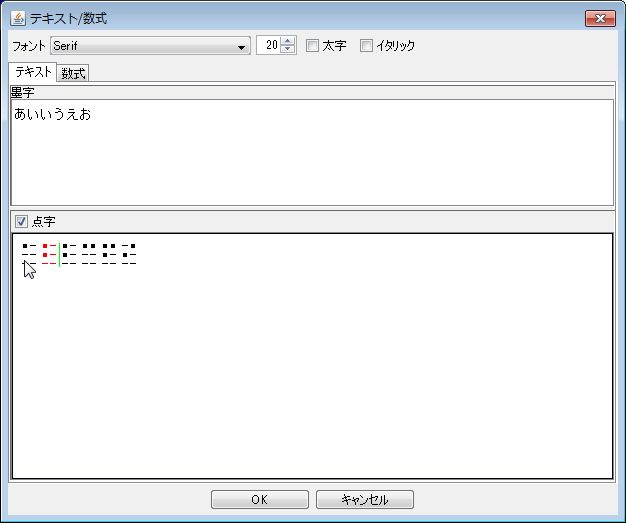 テキスト/数式
フォント Serif 20 太字 イタリック
テキスト 数式
墨字
あいいうえお
点字
⠁⠃⠃⠉⠋⠊
OK キャンセル